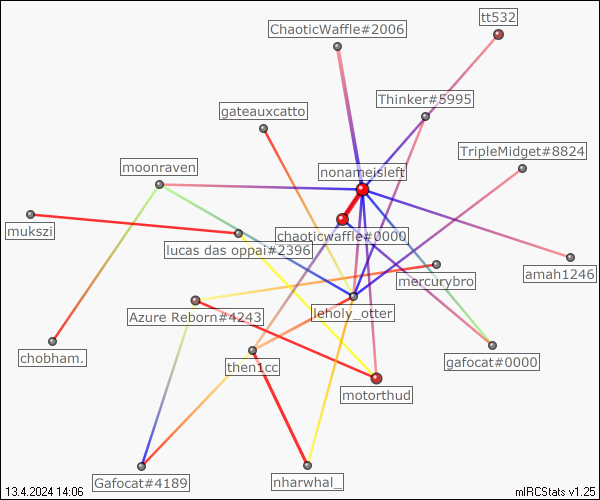 ChaoticWaffle#2006
tt532
Thinker#5995
gateauxcatto
TripleMidget#8824
moonraven
nonameisleft
mukszi
chaoticwaffle#0000
lucas das oppai#2396
amah1246
mercurybro
Azure Reborn#4243
leholy_otter
chobham.
then1cc
gafocat#0000
motorthud
Gafocat#4189
nharwhal_
13.4.2024 14:06
mIRCStats v1.25